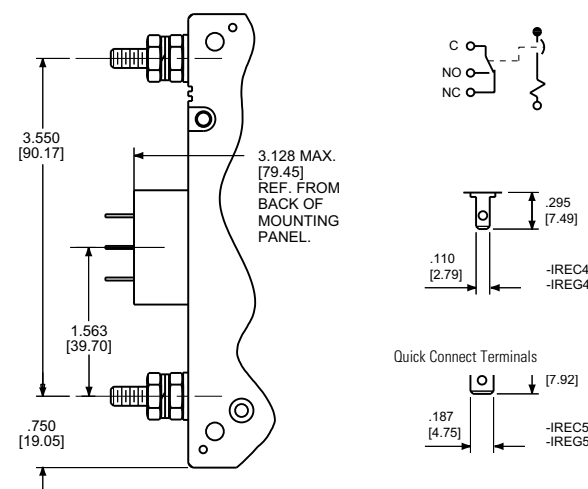 C
NO
NC
3.550
[90.17]
3.128 MAX.
[79.45]
REF. FROM
BACK OF
MOUNTING
PANEL.
.295
[7.49]
.110
[2.79]
-IREC4
-IREG4
1.563
[39.70]
Quick Connect Terminals
[7.92]
.750
[19.05]
.187
[4.75]
-IREC5
-IREG5